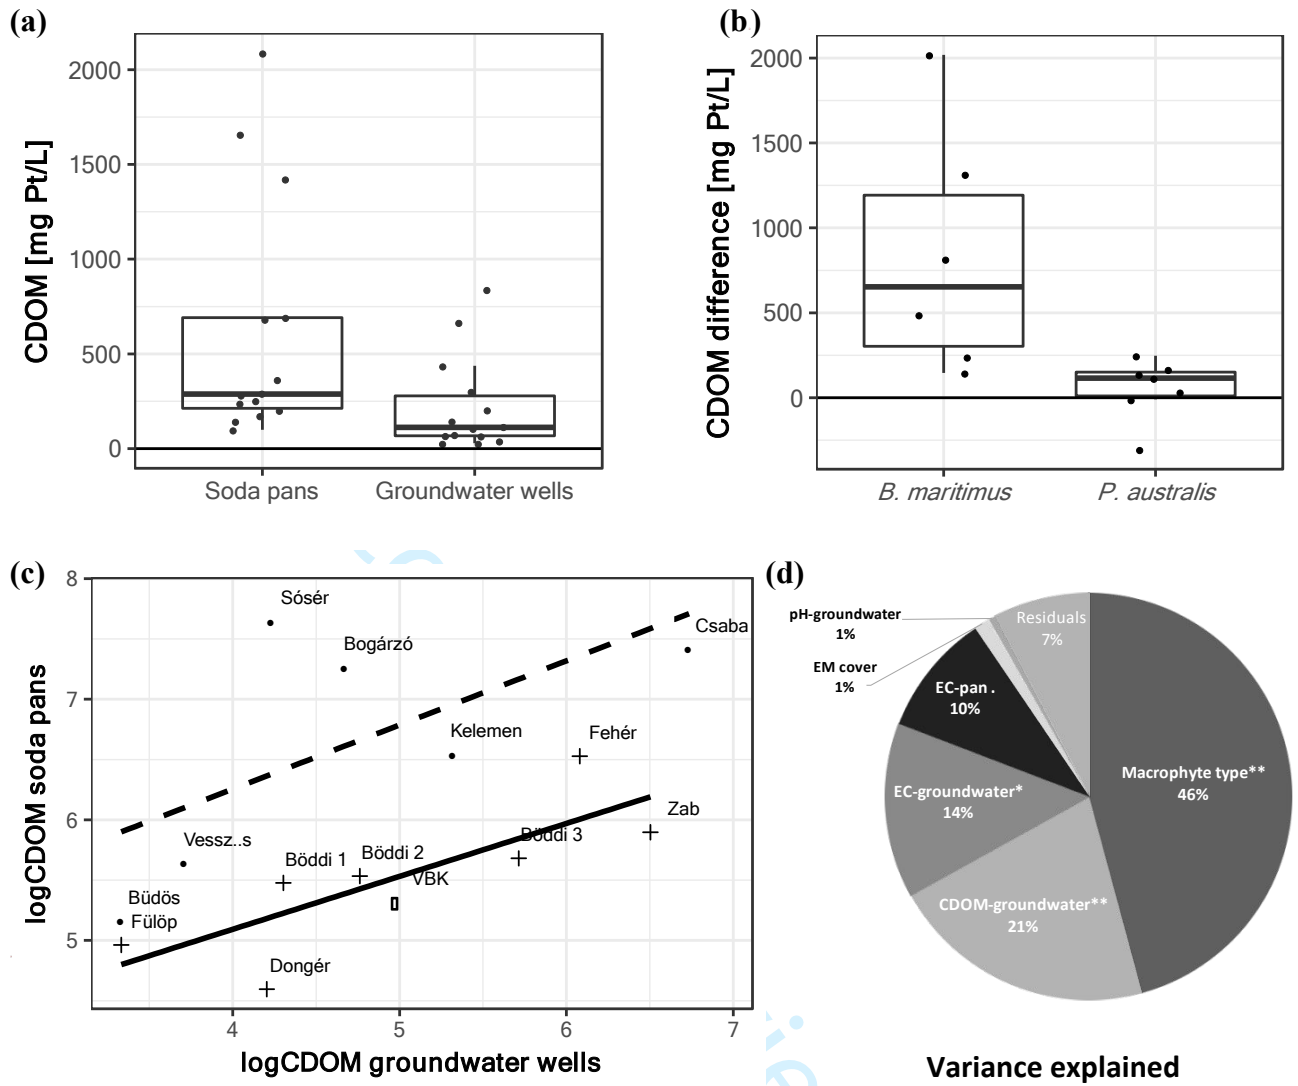 (a)
CDOM [mg Pt/L]
2000
1500
1000
500
0
Soda pans
Groundwater wells
(b)
CDOM difference [mg Pt/L]
2000
1500
1000
500
0
B. maritimus
P. australis
(c)
logCDOM soda pans
8
7
6
5
Sósér
Bogárzó
Csaba
Kelemen
Fehér
Zab
Vessz..s
Böddi 3
Böddi 1
Böddi 2
VBK
Büdös
Fülöp
Dongér
4
5
6
7
logCDOM groundwater wells
(d)
pH-groundwater
1%
Residuals
7%
EM cover
1%
EC-pan .
10%
Macrophyte type**
46%
EC-groundwater*
14%
CDOM-groundwater**
21%
Variance explained